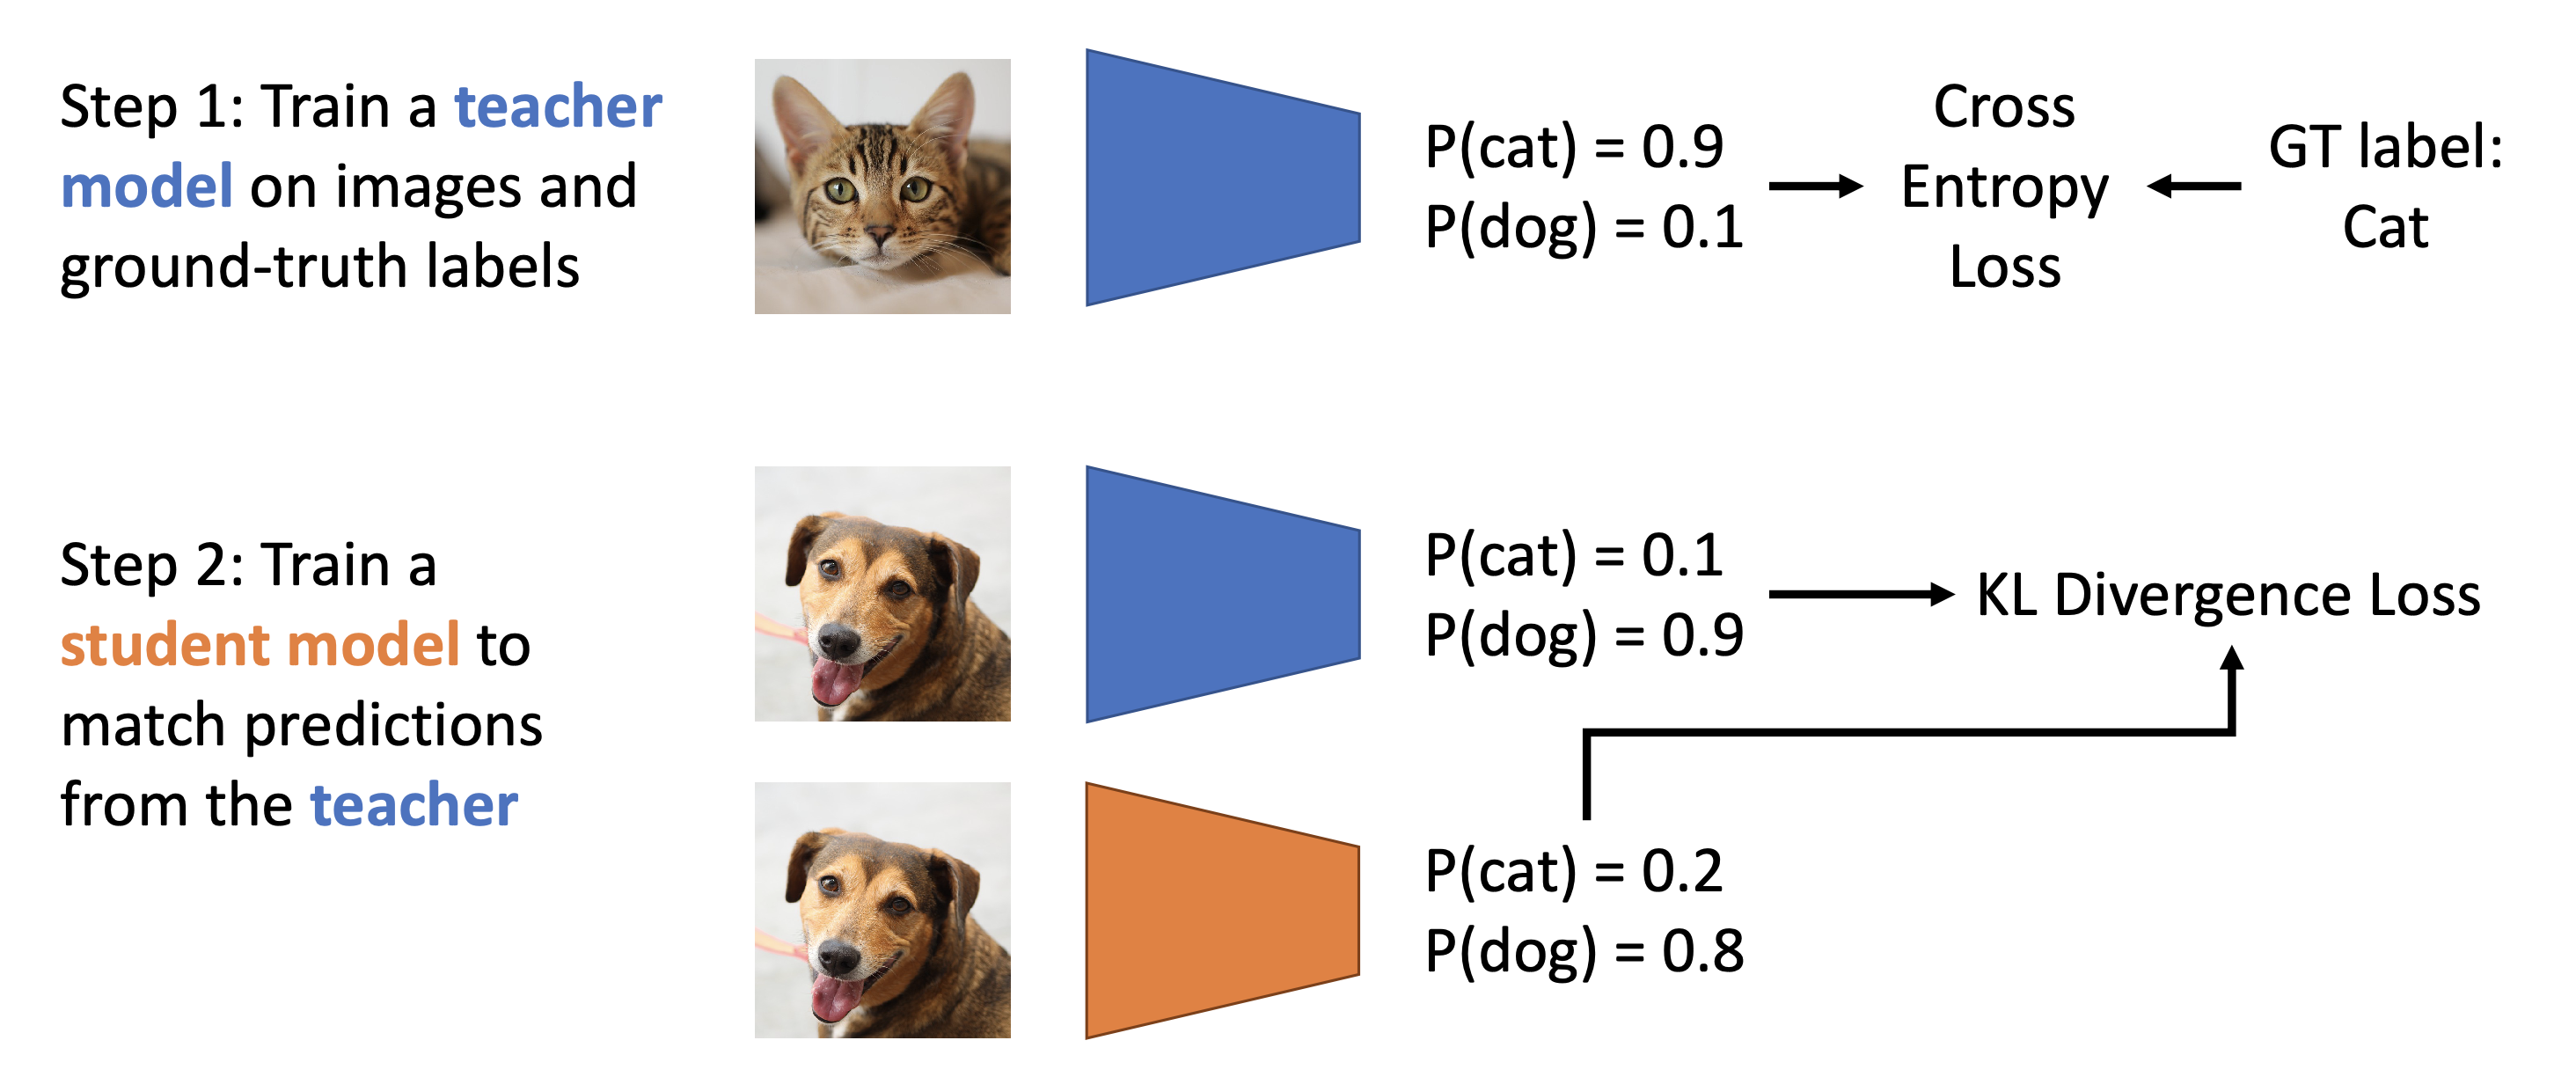 Step 1: Train a teacher
model on images and
ground-truth labels
P(cat) = 0.9
P(dog) = 0.1
Cross
Entropy
Loss
GT label:
Cat
Step 2: Train a
student model to
match predictions
from the teacher
P(cat) = 0.1
P(dog) = 0.9
KL Divergence Loss
P(cat) = 0.2
P(dog) = 0.8